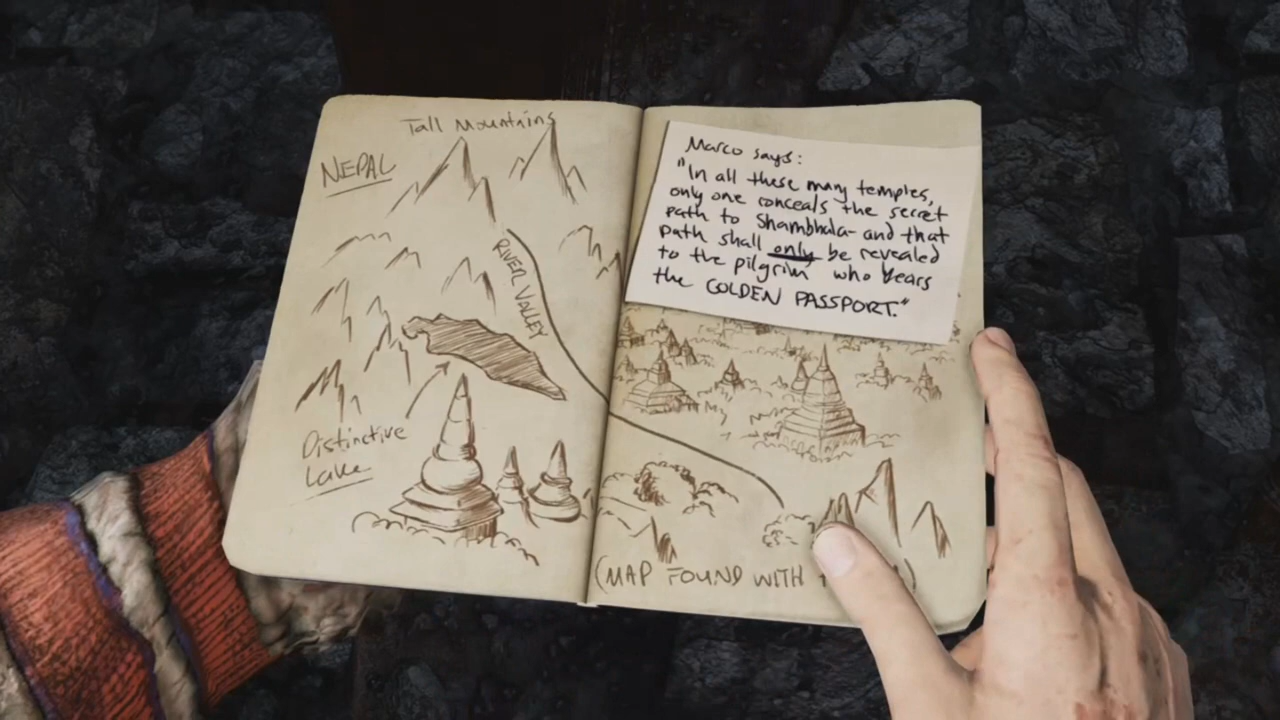 Tall Mountains
NEPAL
RIVER VALLEY
Distinctive
Lake
Marco says:
"In all these many temples,
only one conceals the secret
path to Shambhala- and that
path shall only be revealed
to the pilgrim who bears
the GOLDEN PASSPORT."
(MAP FOUND WITH